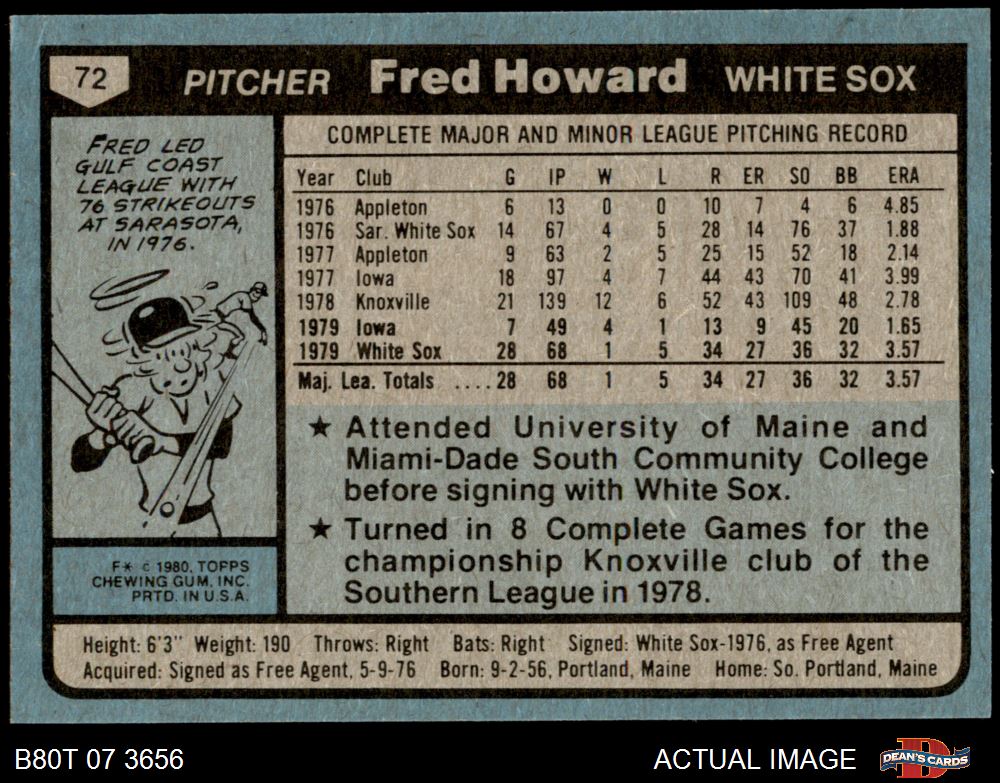 72 PITCHER Fred Howard WHITE SOX
FRED LED
GULF COAST
LEAGUE WITH
76 STRIKEOUTS
AT SARASOTA,
IN 1976.
F* © 1980, TOPPS
CHEWING GUM, INC.
PRTD. IN U.S.A.
COMPLETE MAJOR AND MINOR LEAGUE PITCHING RECORD
Year Club G IP W L R ER SO BB ERA
1976 Appleton 6 13 0 0 10 7 4 6 4.85
1976 Sar. White Sox 14 67 4 5 28 14 76 37 1.88
1977 Appleton 9 63 2 5 25 15 52 18 2.14
1977 Iowa 18 97 4 7 44 43 70 41 3.99
1978 Knoxville 21 139 12 6 52 43 109 48 2.78
1979 Iowa 7 49 4 1 13 9 45 20 1.65
1979 White Sox 28 68 1 5 34 27 36 32 3.57
Maj. Lea. Totals ....28 68 1 5 34 27 36 32 3.57
★ Attended University of Maine and
Miami-Dade South Community College
before signing with White Sox.
★ Turned in 8 Complete Games for the
championship Knoxville club of the
Southern League in 1978.
Height: 6'3" Weight: 190 Throws: Right Bats: Right Signed: White Sox-1976, as Free Agent
Acquired: Signed as Free Agent, 5-9-76 Born: 9-2-56, Portland, Maine Home: So. Portland, Maine
B80T 07 3656 ACTUAL IMAGE DEAN'S CARDS